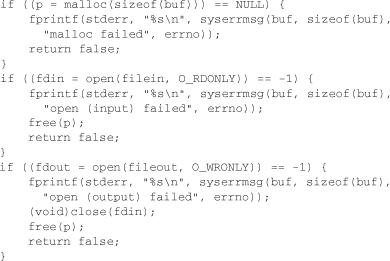 if ((p = malloc(sizeof(buf))) == NULL) {
    fprintf(stderr, "%s\n", syserrmsg(buf, sizeof(buf),
      "malloc failed", errno));
    return false;
}
if ((fdin = open(filein, O_RDONLY)) == -1) {
    fprintf(stderr, "%s\n", syserrmsg(buf, sizeof(buf),
      "open (input) failed", errno));
    free(p);
    return false;
}
if ((fdout = open(fileout, O_WRONLY)) == -1) {
    fprintf(stderr, "%s\n", syserrmsg(buf, sizeof(buf),
      "open (output) failed", errno));
    (void)close(fdin);
    free(p);
    return false;
}